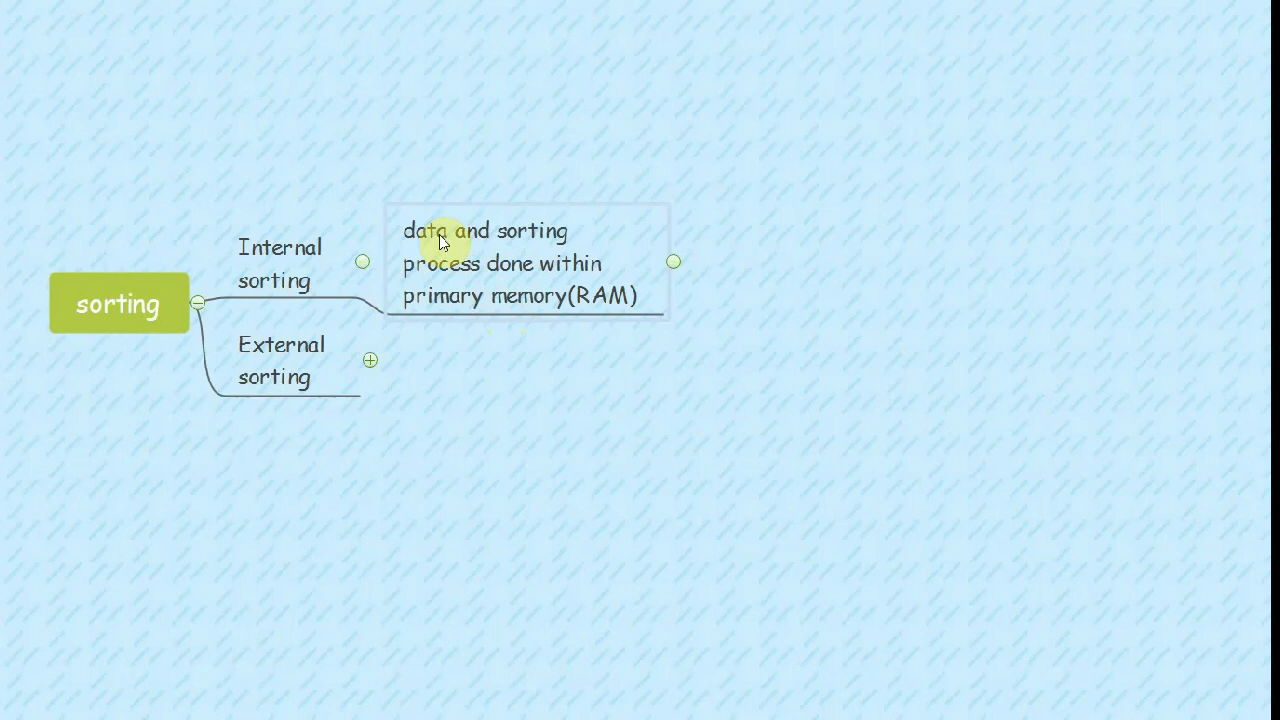 sorting
Internal
sorting
data and sorting
process done within
primary memory(RAM)
External
sorting